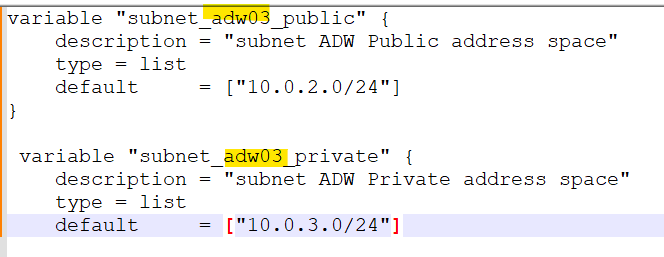 variable "subnet_adw03_public" {
    description = "subnet ADW Public address space"
    type = list
    default     = ["10.0.2.0/24"]
}
 variable "subnet_adw03_private" {
    description = "subnet ADW Private address space"
    type = list
    default     = ["10.0.3.0/24"]